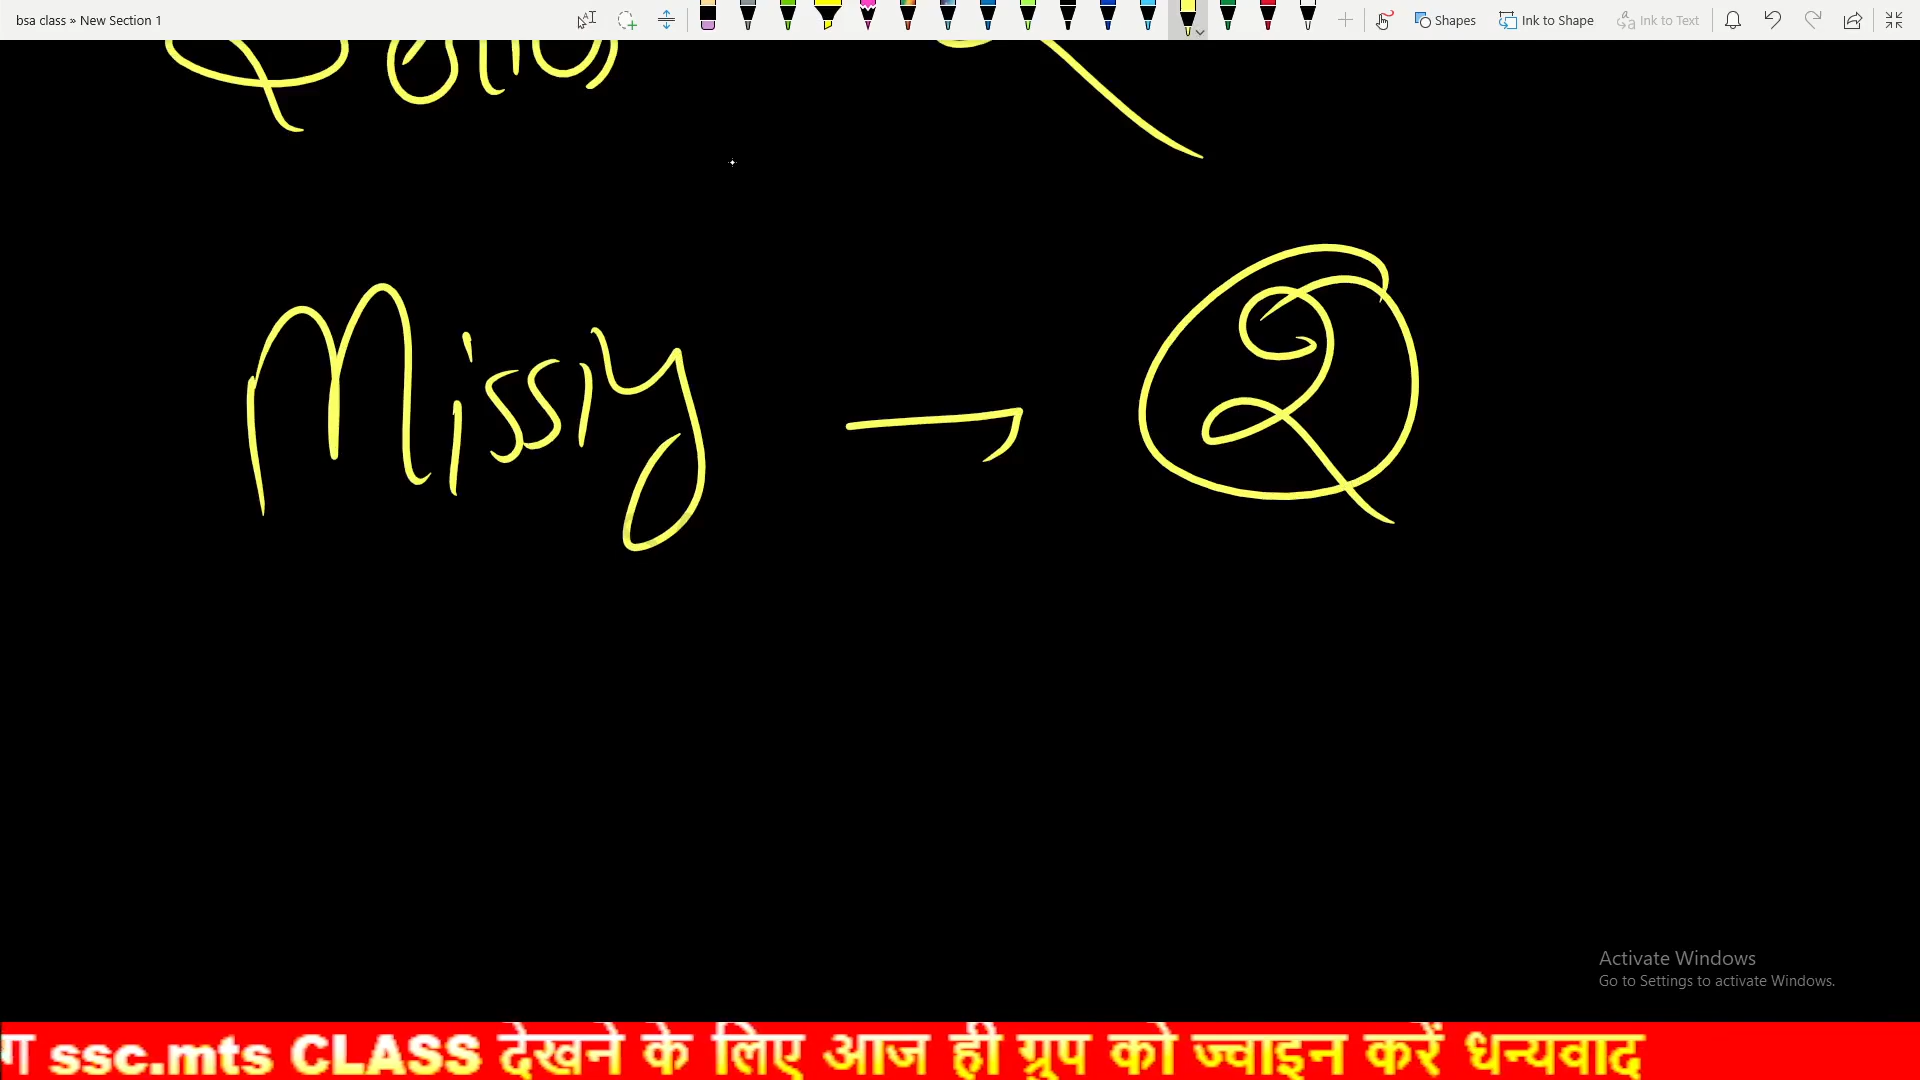 bsa class » New Section 1
Shapes
Ink to Shape
Ink to Text
2
Activate Windows
Go to Settings to activate Windows.
ग ssc.mts CLASS देखने के लिए आज ही ग्रुप को ज्वाइन करें धन्यवाद